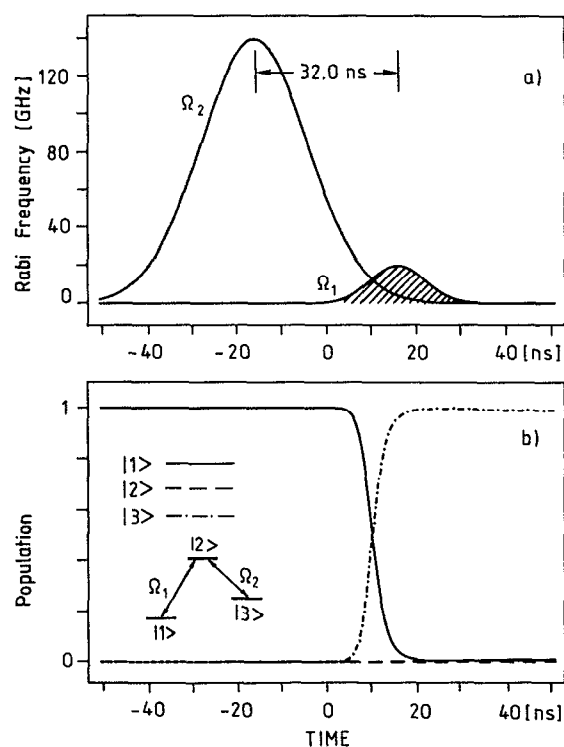 Rabi Frequency [GHz]
120
80
40
0
Ω₂
32.0 ns
a)
Ω₁
-40
-20
0
20
40 [ns]
Population
1
0
b)
|1>
|2>
|3>
|2>
Ω₁
Ω₂
|1>
|3>
-40
-20
0
20
40 [ns]
TIME